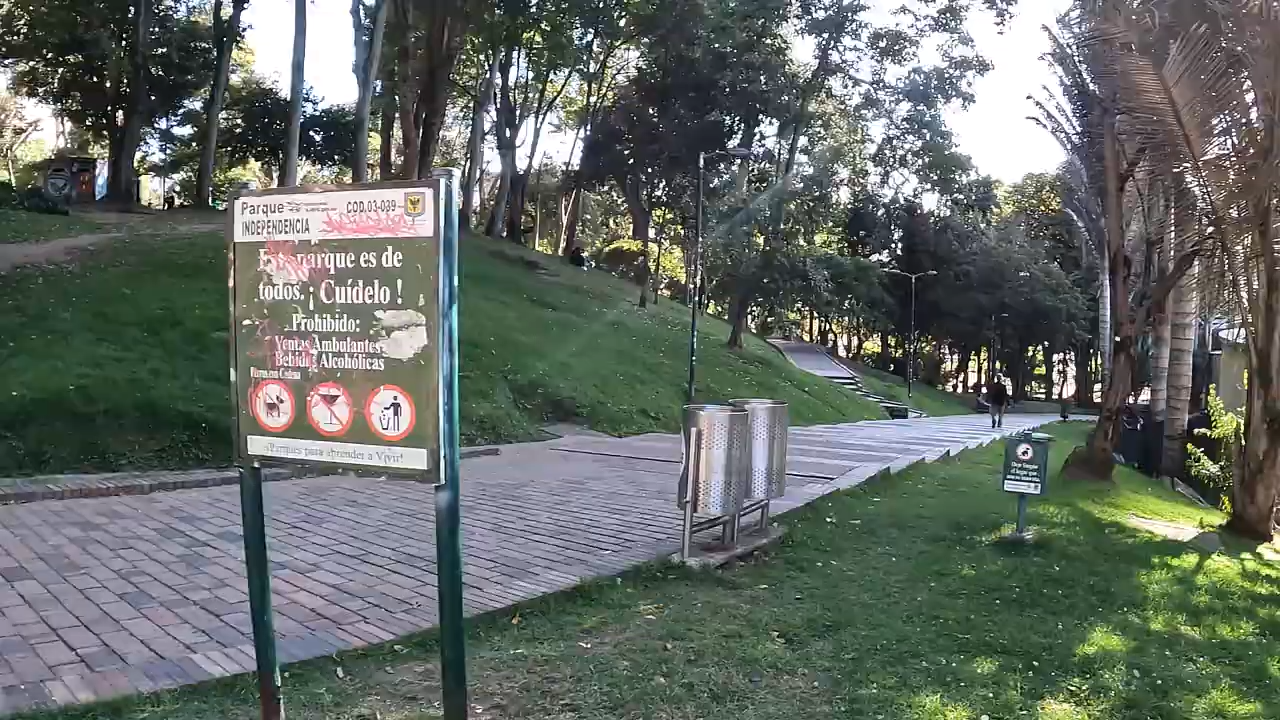 Parque
COD.03-039
INDEPENDENCIA
parque es de
todos. ¡ Cuídelo !
Prohibido:
Ventas Ambulantes
Bebidas Alcohólicas
¡Parques para aprender a Vivir!